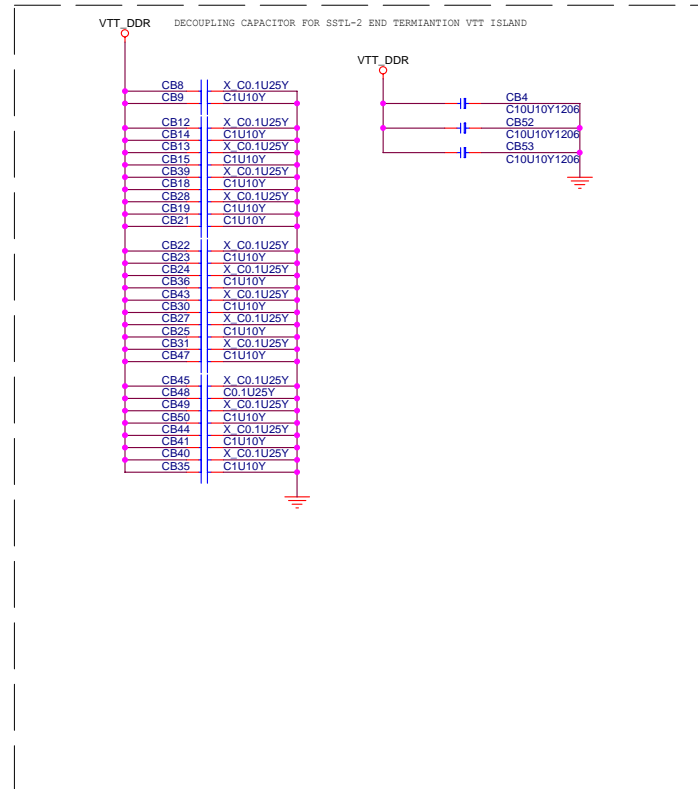 VTT_DDR
DECOUPLING CAPACITOR FOR SSTL-2 END TERMIANTION VTT ISLAND
CB8 X_C0.1U25Y
CB9 C1U10Y
CB12 X_C0.1U25Y
CB14 C1U10Y
CB13 X_C0.1U25Y
CB15 C1U10Y
CB39 X_C0.1U25Y
CB18 C1U10Y
CB28 X_C0.1U25Y
CB19 C1U10Y
CB21 C1U10Y
CB22 X_C0.1U25Y
CB23 C1U10Y
CB24 X_C0.1U25Y
CB36 C1U10Y
CB43 X_C0.1U25Y
CB30 C1U10Y
CB27 X_C0.1U25Y
CB25 C1U10Y
CB31 X_C0.1U25Y
CB47 C1U10Y
CB45 X_C0.1U25Y
CB48 C0.1U25Y
CB49 X_C0.1U25Y
CB50 C1U10Y
CB44 X_C0.1U25Y
CB41 C1U10Y
CB40 X_C0.1U25Y
CB35 C1U10Y
VTT_DDR
CB4
C10U10Y1206
CB52
C10U10Y1206
CB53
C10U10Y1206